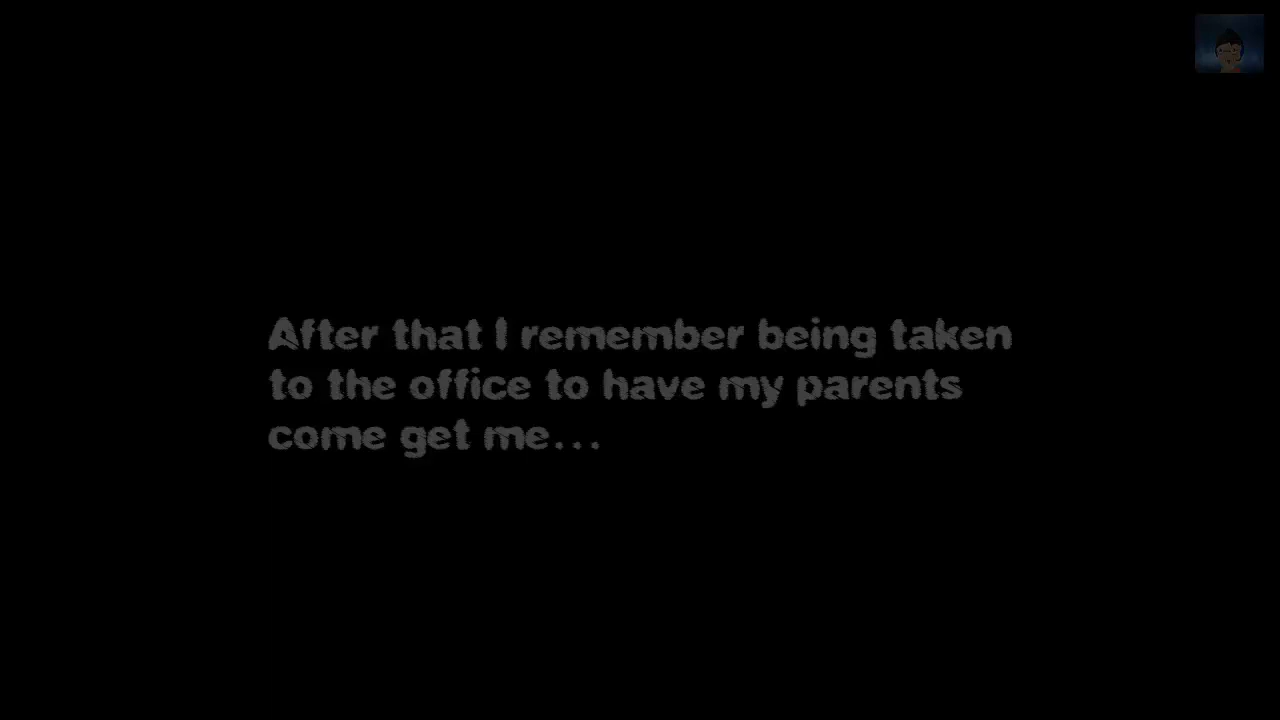 After that I remember being taken
to the office to have my parents
come get me...